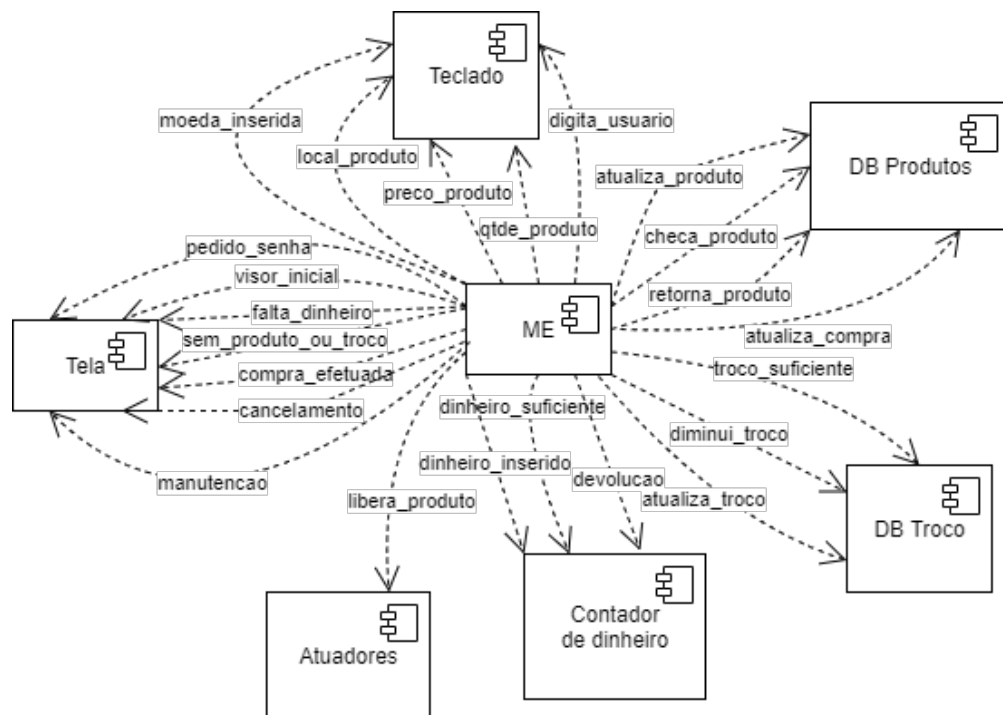 Teclado
moeda_inserida
digita_usuario
local_produto
DB Produtos
atualiza_produto
preco_produto
qtde_produto
checa_produto
pedido_senha
visor_inicial
retorna_produto
falta_dinheiro
ME
sem_produto_ou_troco
atualiza_compra
Tela
troco_suficiente
compra_efetuada
cancelamento
dinheiro_suficiente
diminui_troco
dinheiro_inserido
manutencao
devolucao
libera_produto
atualiza_troco
DB Troco
Contador
de dinheiro
Atuadores